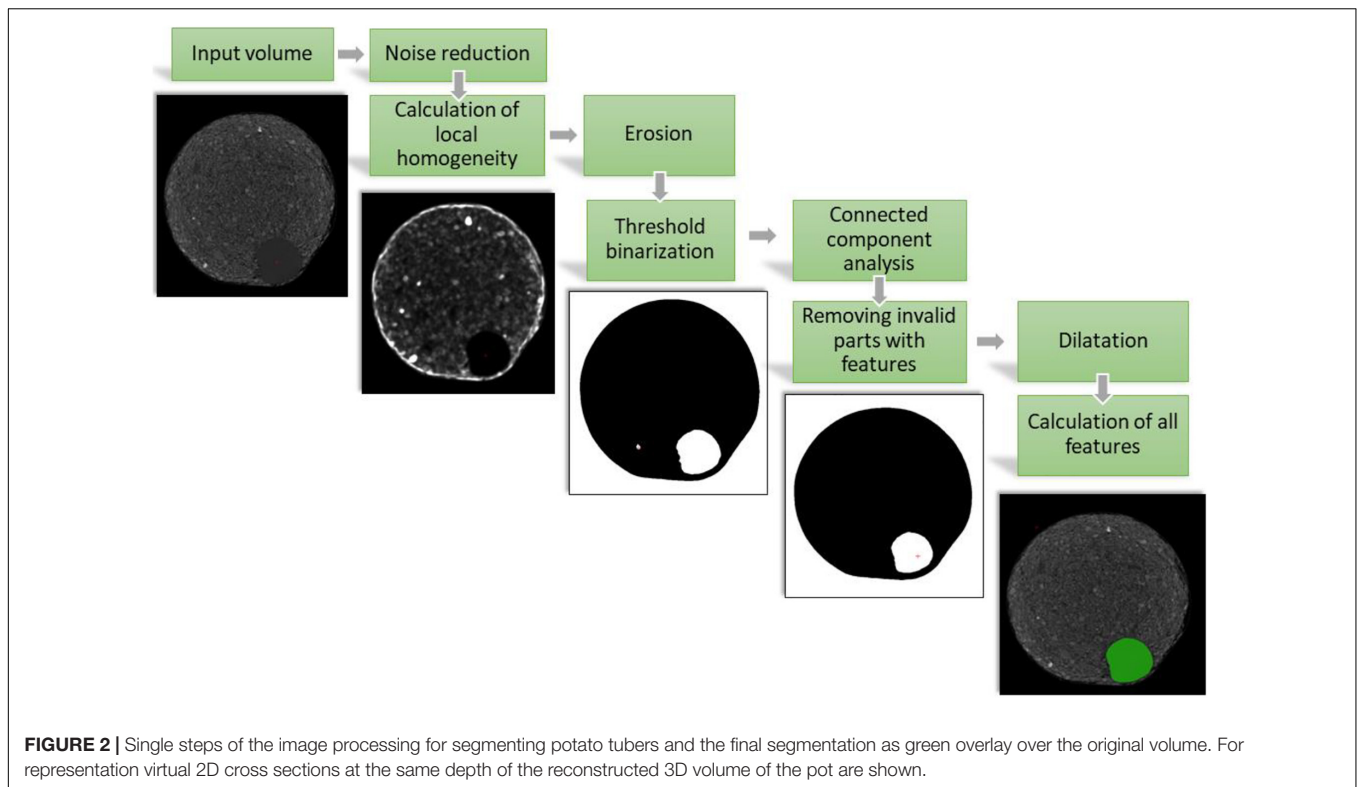 Input volume
Noise reduction
Calculation of
local
homogeneity
Erosion
Threshold
binarization
Connected
component
analysis
Removing invalid
parts with
features
Dilatation
Calculation of all
features
FIGURE 2 | Single steps of the image processing for segmenting potato tubers and the final segmentation as green overlay over the original volume. For
representation virtual 2D cross sections at the same depth of the reconstructed 3D volume of the pot are shown.